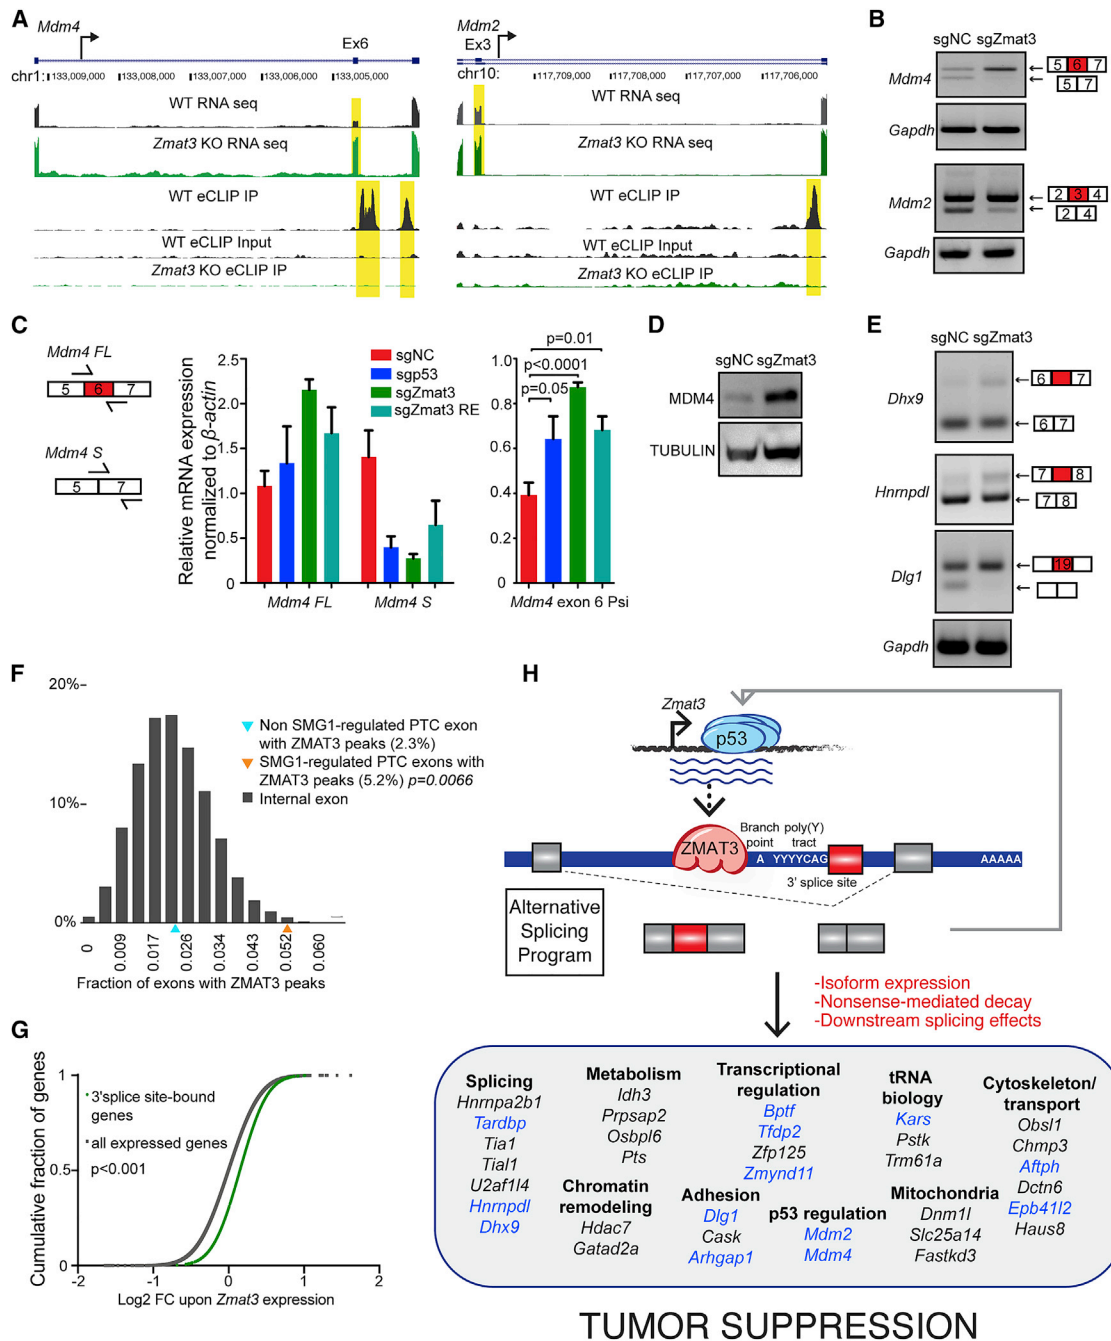 A
Mdm4
Ex6
chr1:
133,009,000 133,008,000 133,007,000 133,006,000 133,005,000
WT RNA seq
Zmat3 KO RNA seq
WT eCLIP IP
WT eCLIP Input
Zmat3 KO eCLIP IP
Mdm2
Ex3
chr10:
117,709,000 117,708,000 117,707,000 117,706,000
WT RNA seq
Zmat3 KO RNA seq
WT eCLIP IP
WT eCLIP Input
Zmat3 KO eCLIP IP
B
sgNC sgZmat3
Mdm4
5 6 7
5 7
Gapdh
Mdm2
2 3 4
2 4
Gapdh
C
Mdm4 FL
5 6 7
Mdm4 S
5 7
Relative mRNA expression
normalized to β-actin
2.5
2.0
1.5
1.0
0.5
0
sgNC
sgp53
sgZmat3
sgZmat3 RE
Mdm4 FL Mdm4 S
p=0.01
p<0.0001
p=0.05
1.0
0.8
0.6
0.4
0.2
0
Mdm4 exon 6 Psi
D
sgNC sgZmat3
MDM4
TUBULIN
E
sgNC sgZmat3
Dhx9
6 7
6 7
Hnrnpdl
7 8
7 8
Dlg1
19
Gapdh
F
20%
10%
0%
Non SMG1-regulated PTC exon
with ZMAT3 peaks (2.3%)
SMG1-regulated PTC exons with
ZMAT3 peaks (5.2%) p=0.0066
Internal exon
0 0.009 0.017 0.026 0.034 0.043 0.052 0.060
Fraction of exons with ZMAT3 peaks
G
Cumulative fraction of genes
1
0.5
0
3'splice site-bound
genes
all expressed genes
p<0.001
-2 -1 0 1 2
Log2 FC upon Zmat3 expression
H
Zmat3
p53
ZMAT3
Branch
point
poly(Y)
tract
A YYYYCAG
AAAAA
3' splice site
Alternative
Splicing
Program
-Isoform expression
-Nonsense-mediated decay
-Downstream splicing effects
Splicing
Hnrnpa2b1
Tardbp
Tia1
Tial1
U2af1l4
Hnrnpdl
Dhx9
Metabolism
Idh3
Prpsap2
Osbpl6
Pts
Chromatin
remodeling
Hdac7
Gatad2a
Transcriptional
regulation
Bptf
Tfdp2
Zfp125
Zmynd11
Adhesion
Dlg1
Cask
Arhgap1
p53 regulation
Mdm2
Mdm4
tRNA
biology
Kars
Pstk
Trm61a
Mitochondria
Dnm1l
Slc25a14
Fastkd3
Cytoskeleton/
transport
Obsl1
Chmp3
Aftph
Dctn6
Epb41l2
Haus8
TUMOR SUPPRESSION